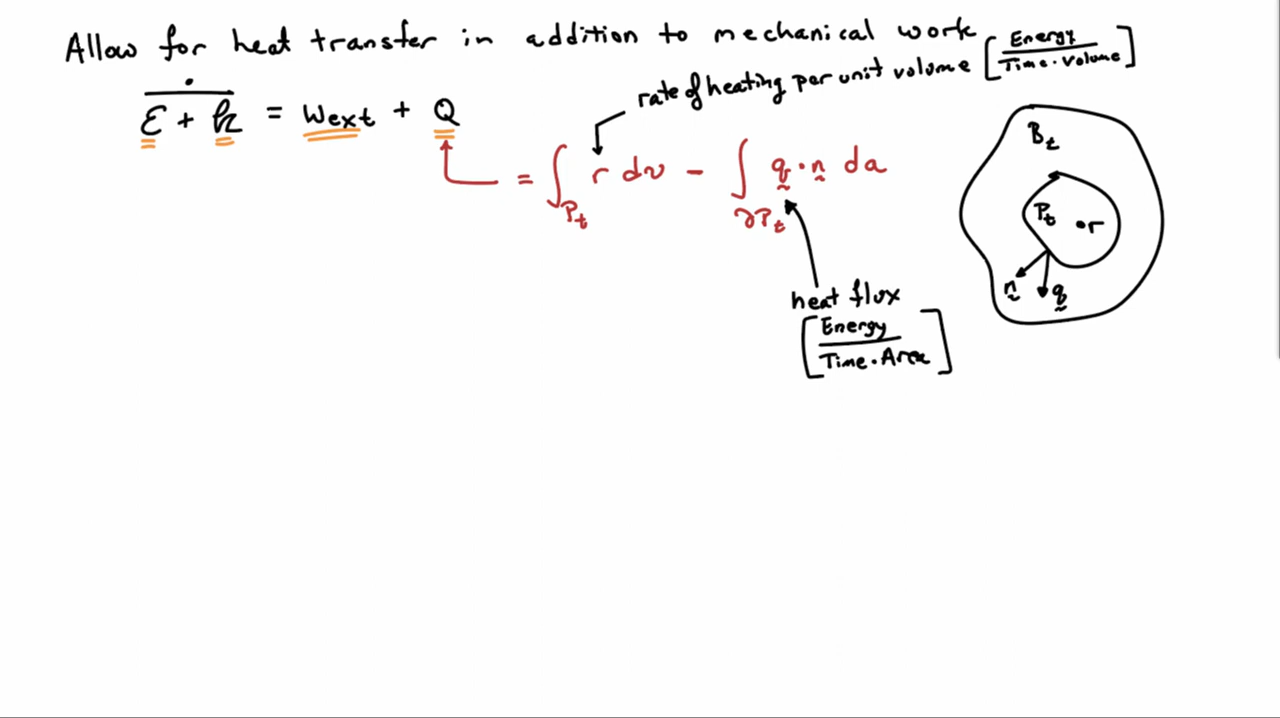 Allow for heat transfer in addition to mechanical work
rate of heating per unit volume [Energy / Time · Volume]
ℰ + k = Wext + Q
= ∫_Pt r dv - ∫_∂Pt q · n da
heat flux
[Energy / Time · Area]
Bt
Pt · r
n q